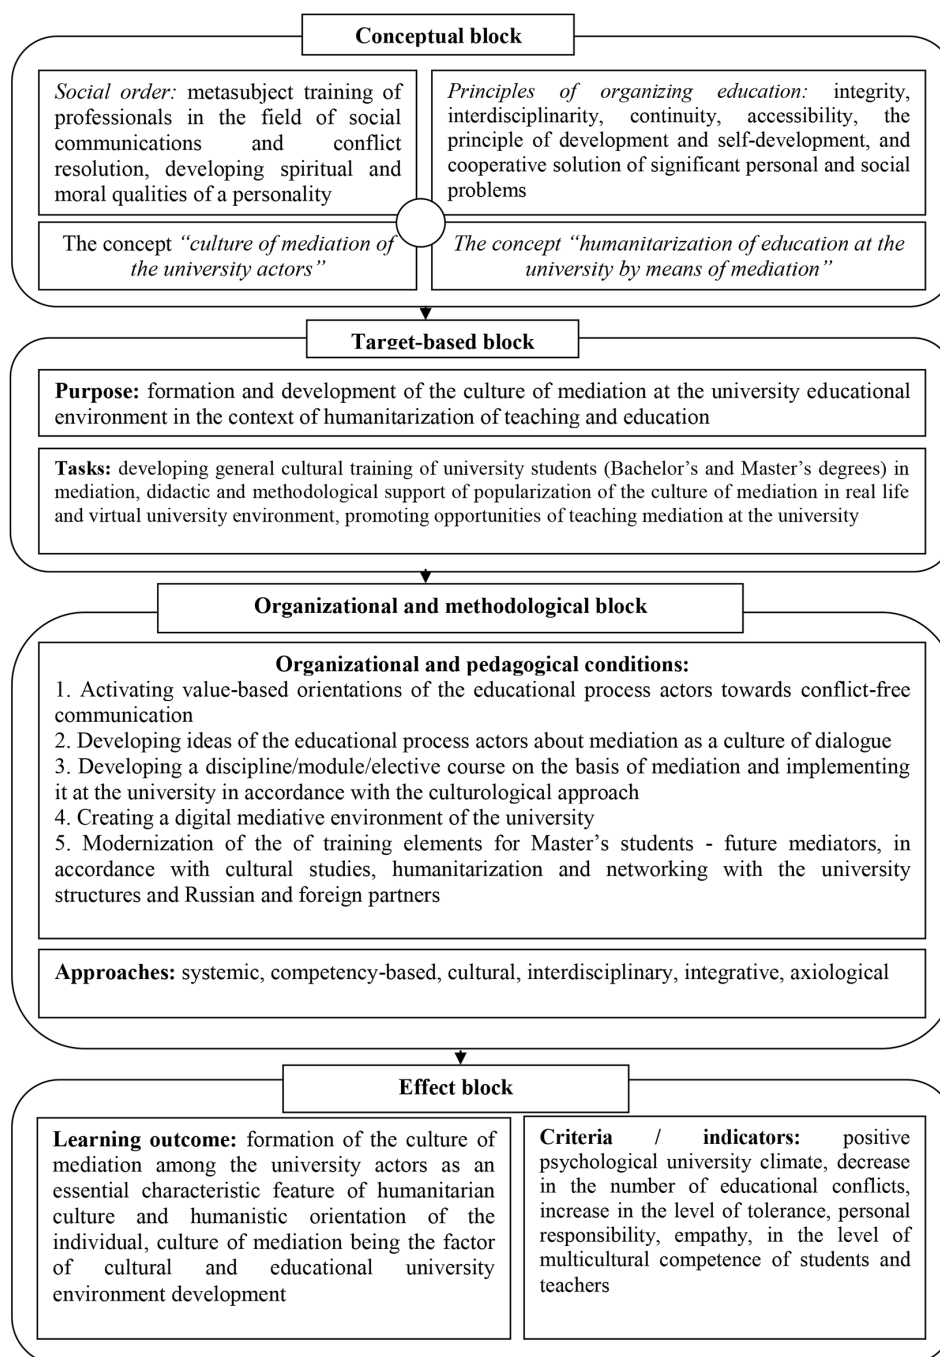 Conceptual block
Social order: metasubject training of
professionals in the field of social
communications and conflict
resolution, developing spiritual and
moral qualities of a personality
Principles of organizing education: integrity,
interdisciplinarity, continuity, accessibility, the
principle of development and self-development, and
cooperative solution of significant personal and social
problems
The concept “culture of mediation of
the university actors”
The concept “humanitarization of education at the
university by means of mediation”
Target-based block
Purpose: formation and development of the culture of mediation at the university educational
environment in the context of humanitarization of teaching and education
Tasks: developing general cultural training of university students (Bachelor’s and Master’s degrees) in
mediation, didactic and methodological support of popularization of the culture of mediation in real life
and virtual university environment, promoting opportunities of teaching mediation at the university
Organizational and methodological block
Organizational and pedagogical conditions:
1. Activating value-based orientations of the educational process actors towards conflict-free
communication
2. Developing ideas of the educational process actors about mediation as a culture of dialogue
3. Developing a discipline/module/elective course on the basis of mediation and implementing
it at the university in accordance with the culturological approach
4. Creating a digital mediative environment of the university
5. Modernization of the of training elements for Master’s students - future mediators, in
accordance with cultural studies, humanitarization and networking with the university
structures and Russian and foreign partners
Approaches: systemic, competency-based, cultural, interdisciplinary, integrative, axiological
Effect block
Learning outcome: formation of the culture of
mediation among the university actors as an
essential characteristic feature of humanitarian
culture and humanistic orientation of the
individual, culture of mediation being the factor
of cultural and educational university
environment development
Criteria / indicators: positive
psychological university climate, decrease
in the number of educational conflicts,
increase in the level of tolerance, personal
responsibility, empathy, in the level of
multicultural competence of students and
teachers